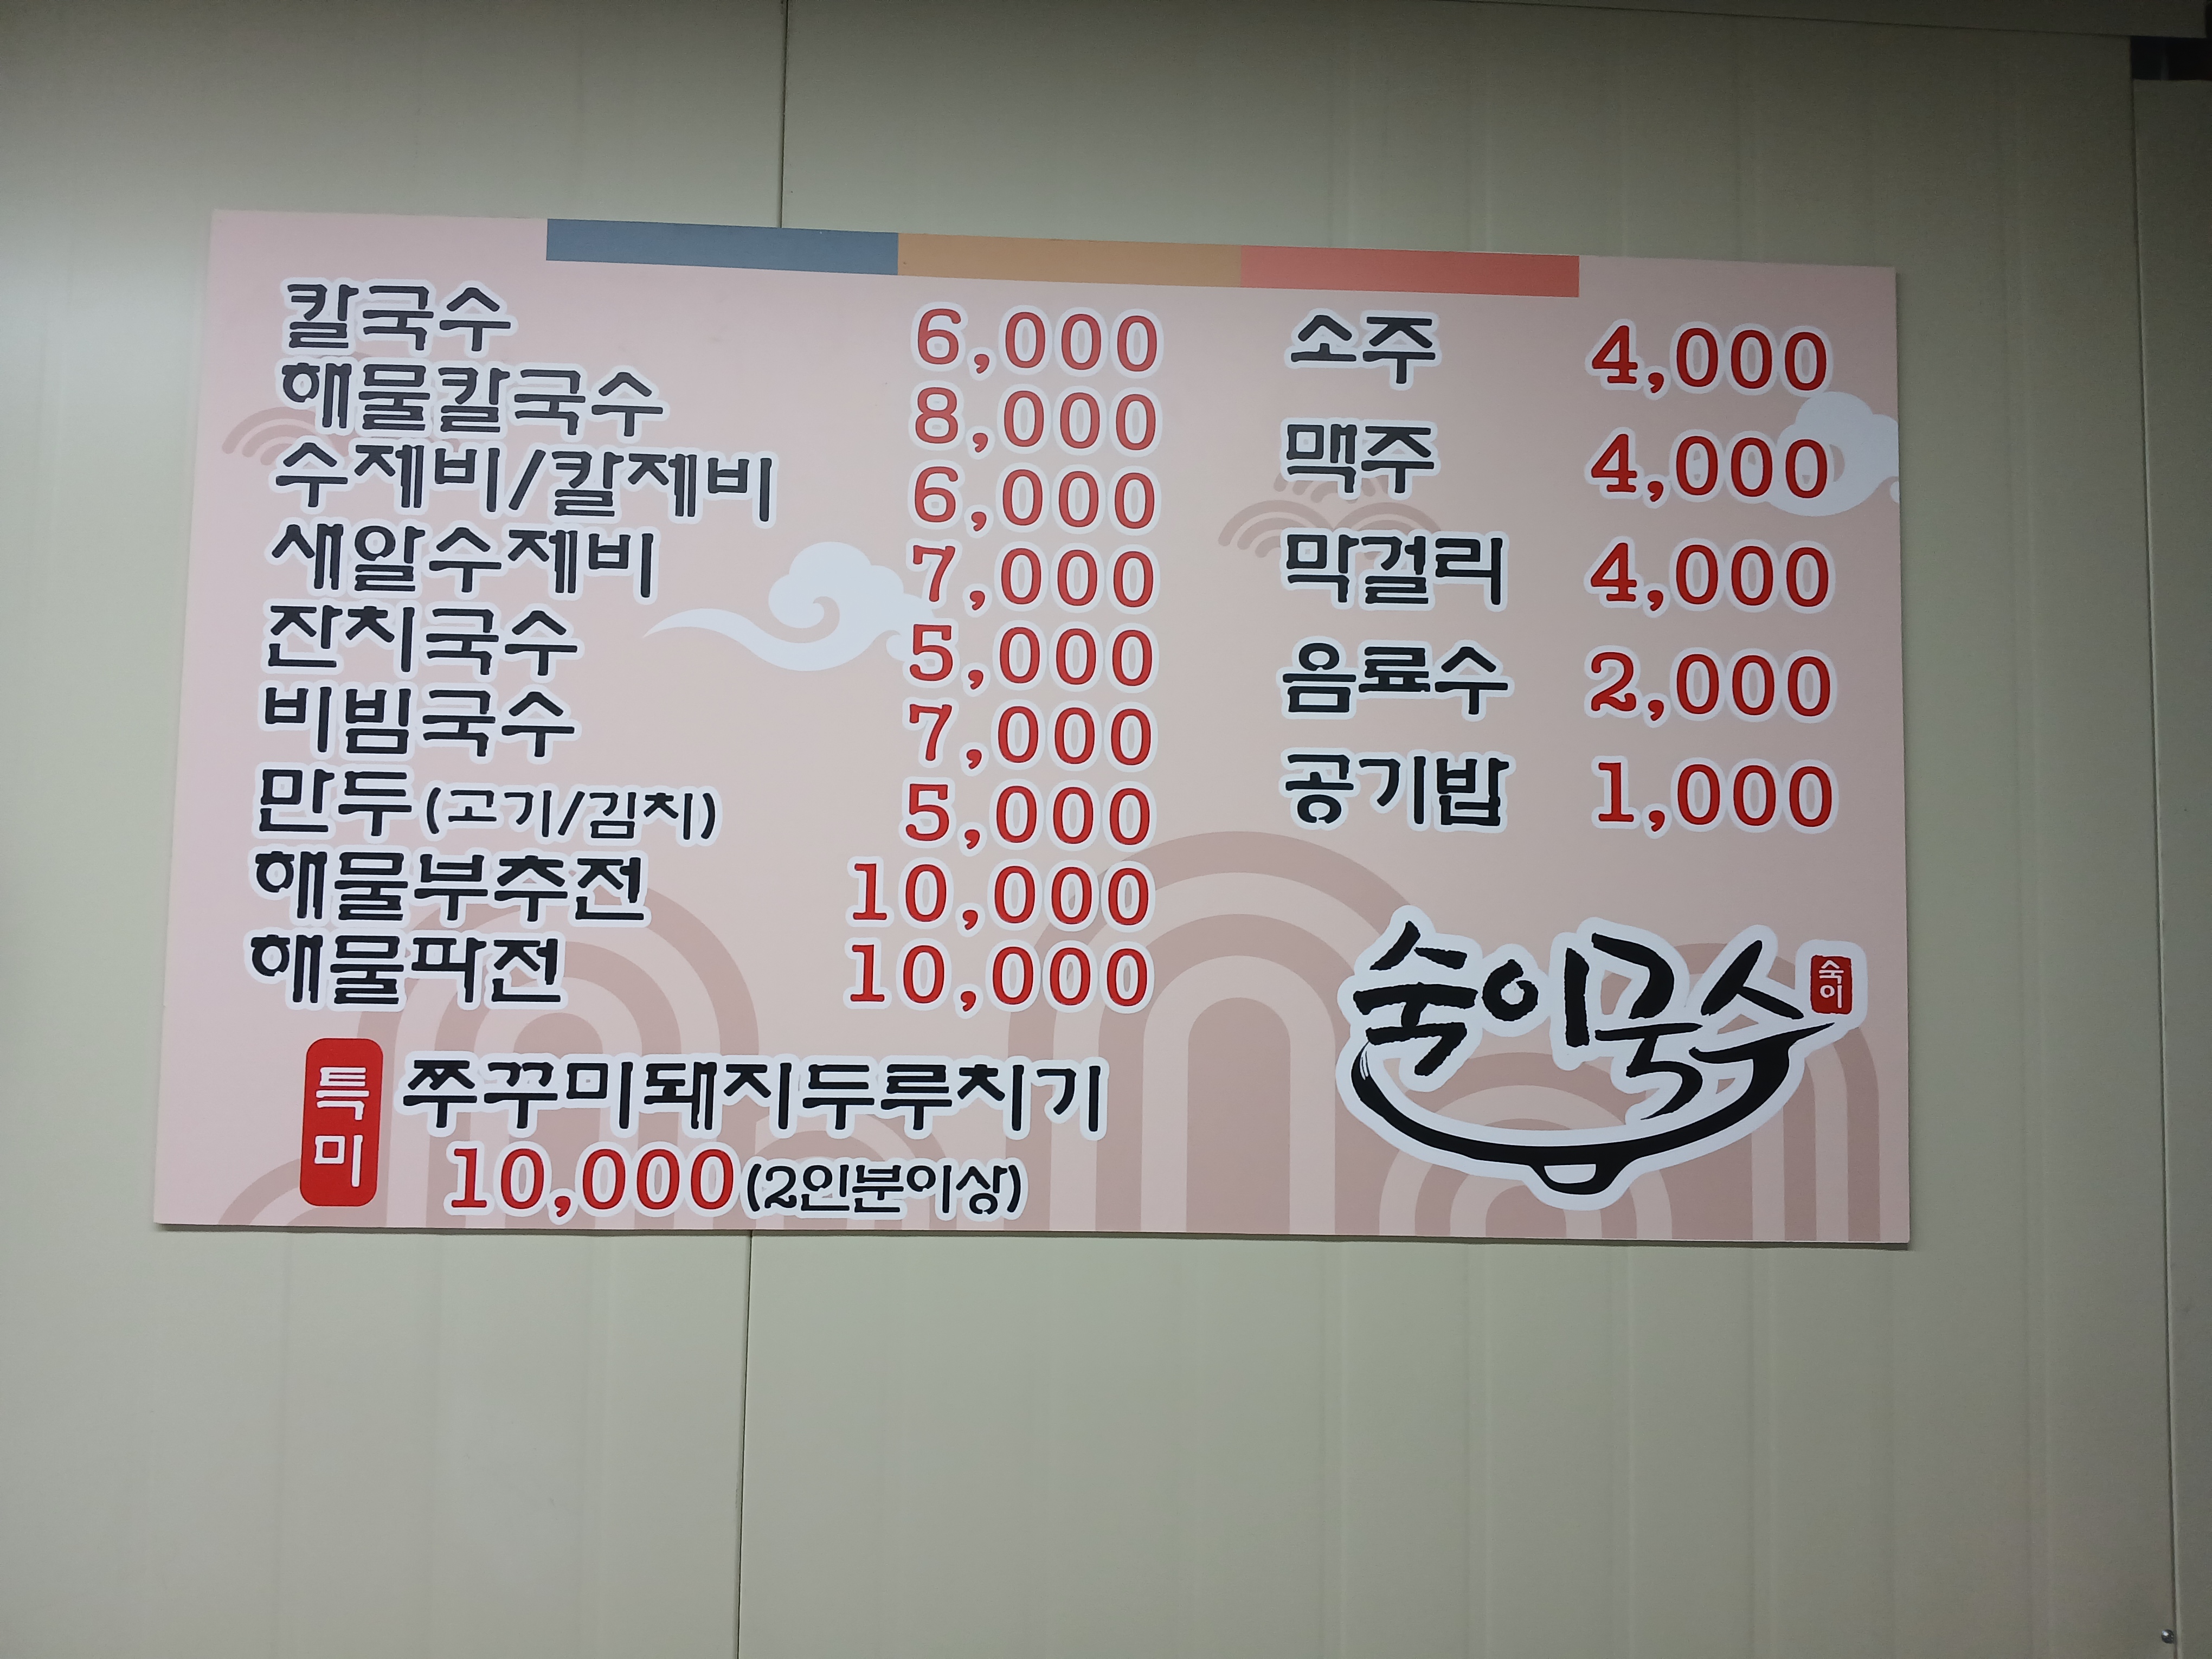 칼국수 6,000
해물칼국수 8,000
수제비/칼제비 6,000
새알수제비 7,000
잔치국수 5,000
비빔국수 7,000
만두(고기/김치) 5,000
해물부추전 10,000
해물파전 10,000
특미
쭈꾸미돼지두루치기
10,000(2인분이상)
소주 4,000
맥주 4,000
막걸리 4,000
음료수 2,000
공기밥 1,000
숙이국수
숙이